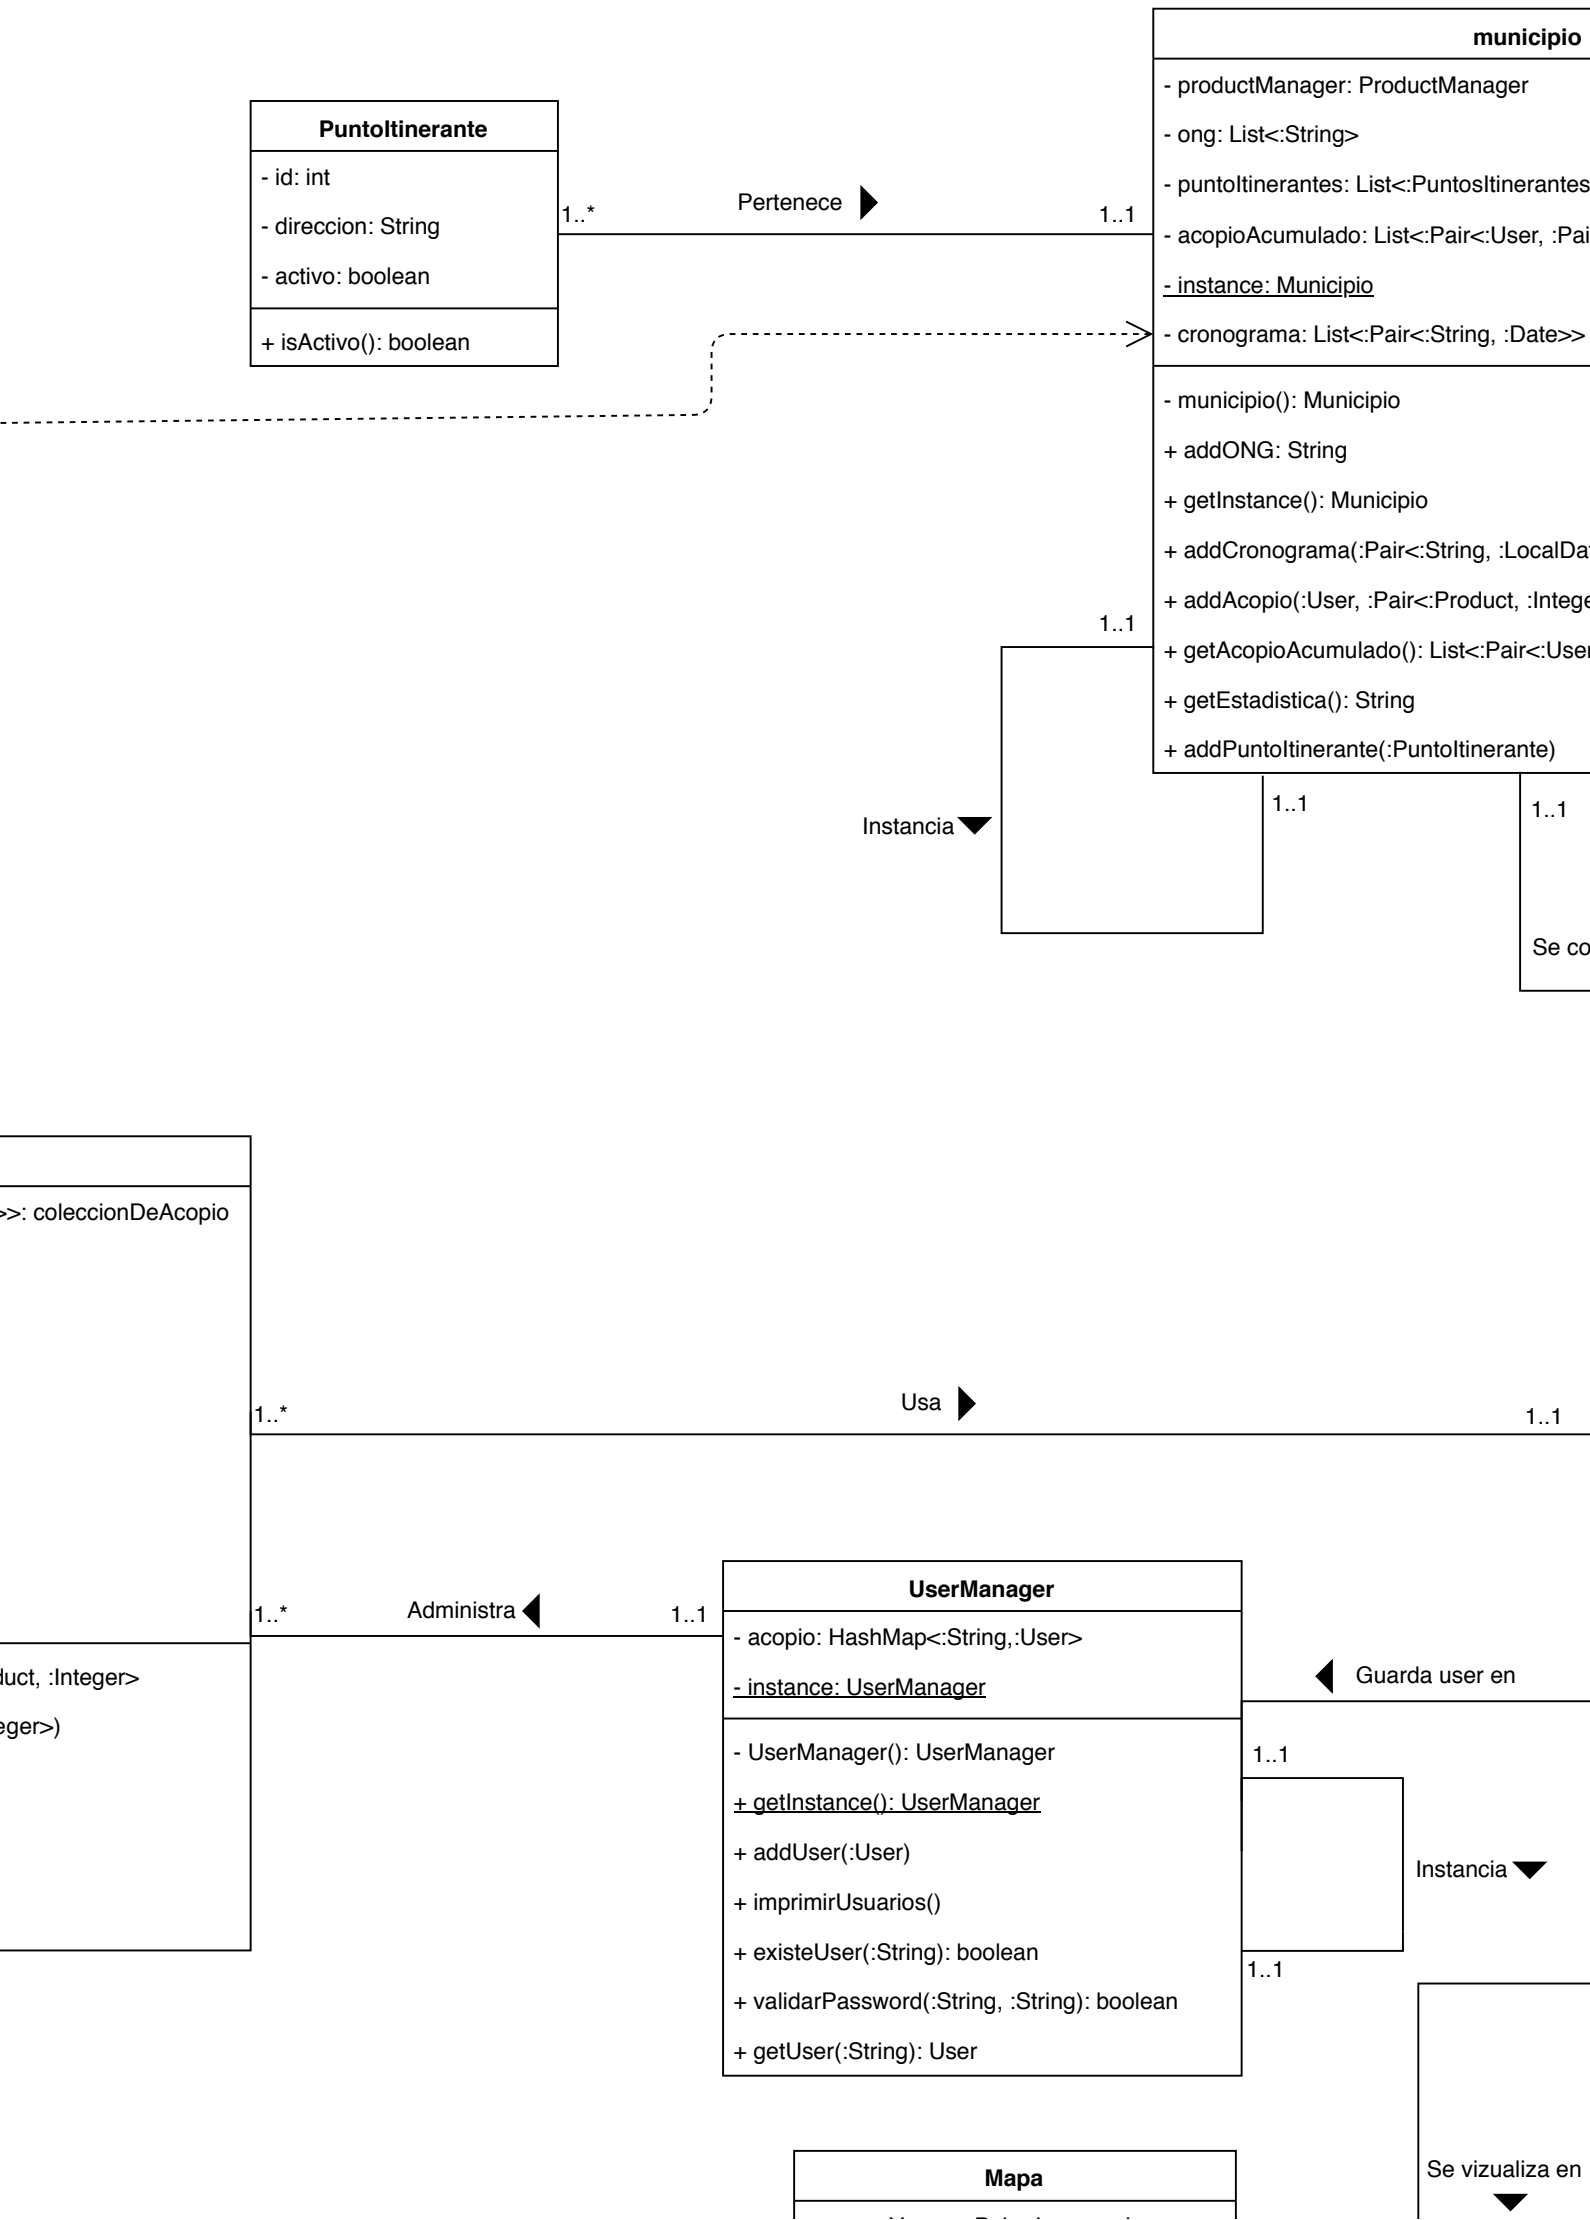 municipio
- productManager: ProductManager
- ong: List<:String>
- puntoItinerantes: List<:PuntosItinerantes
- acopioAcumulado: List<:Pair<:User, :Pai
- instance: Municipio
- cronograma: List<:Pair<:String, :Date>>
- municipio(): Municipio
+ addONG: String
+ getInstance(): Municipio
+ addCronograma(:Pair<:String, :LocalDat
+ addAcopio(:User, :Pair<:Product, :Intege
+ getAcopioAcumulado(): List<:Pair<:User
+ getEstadistica(): String
+ addPuntoItinerante(:PuntoItinerante)
PuntoItinerante
- id: int
- direccion: String
- activo: boolean
+ isActivo(): boolean
1..*
Pertenece
1..1
1..1
Instancia
1..1
1..1
Se co
>>: coleccionDeAcopio
1..*
Usa
1..1
1..*
Administra
1..1
duct, :Integer>
eger>)
UserManager
- acopio: HashMap<:String,:User>
- instance: UserManager
- UserManager(): UserManager
+ getInstance(): UserManager
+ addUser(:User)
+ imprimirUsuarios()
+ existeUser(:String): boolean
+ validarPassword(:String, :String): boolean
+ getUser(:String): User
Guarda user en
1..1
Instancia
1..1
Se vizualiza en
Mapa